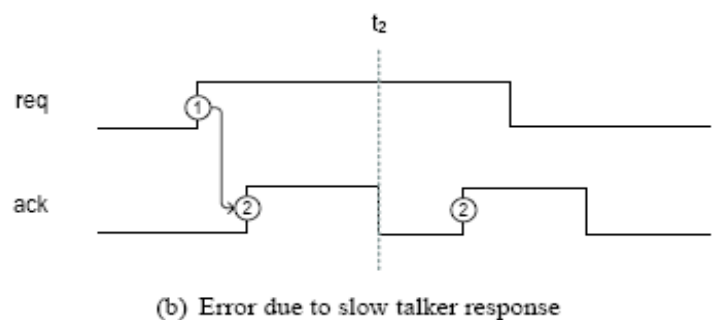 t₂
req
1
ack
2
2
(b) Error due to slow talker response